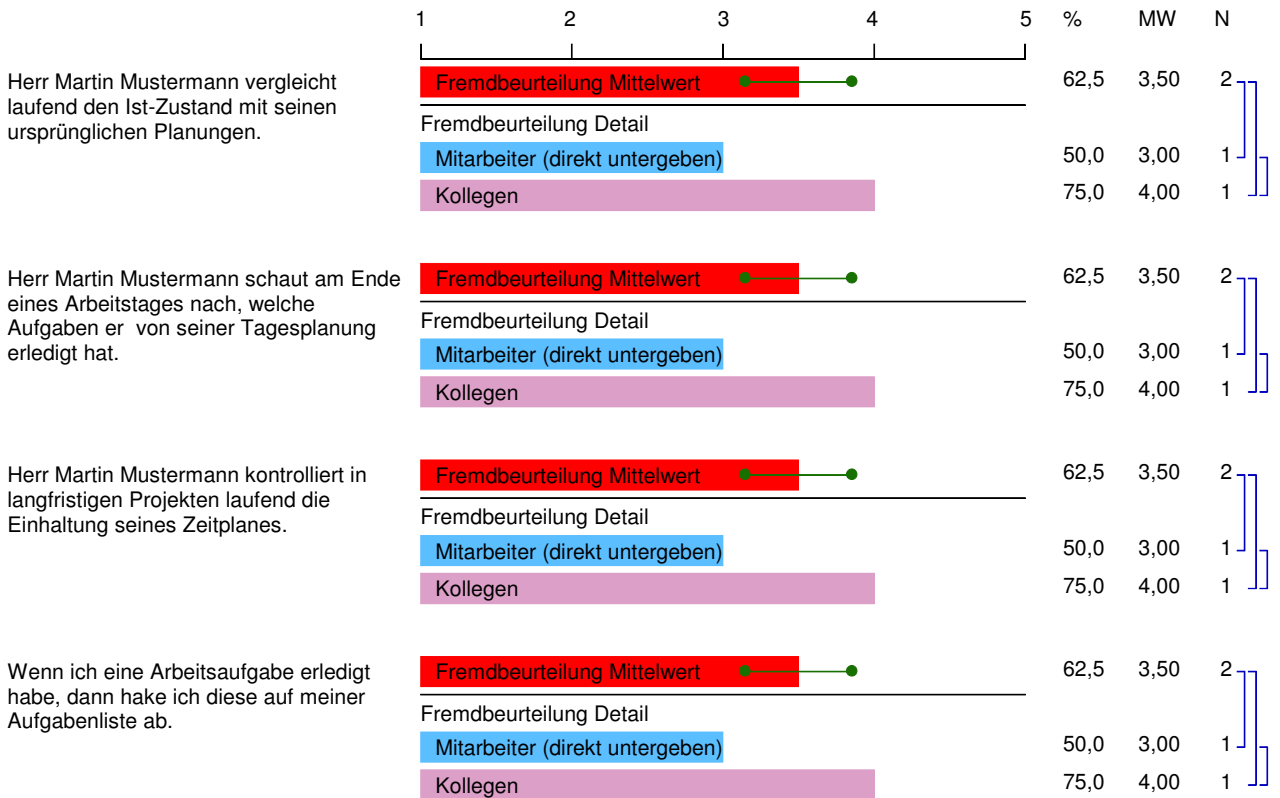 1 2 3 4 5 % MW N
Herr Martin Mustermann vergleicht
laufend den Ist-Zustand mit seinen
ursprünglichen Planungen.
Fremdbeurteilung Mittelwert 62,5 3,50 2
Fremdbeurteilung Detail
Mitarbeiter (direkt untergeben) 50,0 3,00 1
Kollegen 75,0 4,00 1
Herr Martin Mustermann schaut am Ende
eines Arbeitstages nach, welche
Aufgaben er  von seiner Tagesplanung
erledigt hat.
Fremdbeurteilung Mittelwert 62,5 3,50 2
Fremdbeurteilung Detail
Mitarbeiter (direkt untergeben) 50,0 3,00 1
Kollegen 75,0 4,00 1
Herr Martin Mustermann kontrolliert in
langfristigen Projekten laufend die
Einhaltung seines Zeitplanes.
Fremdbeurteilung Mittelwert 62,5 3,50 2
Fremdbeurteilung Detail
Mitarbeiter (direkt untergeben) 50,0 3,00 1
Kollegen 75,0 4,00 1
Wenn ich eine Arbeitsaufgabe erledigt
habe, dann hake ich diese auf meiner
Aufgabenliste ab.
Fremdbeurteilung Mittelwert 62,5 3,50 2
Fremdbeurteilung Detail
Mitarbeiter (direkt untergeben) 50,0 3,00 1
Kollegen 75,0 4,00 1